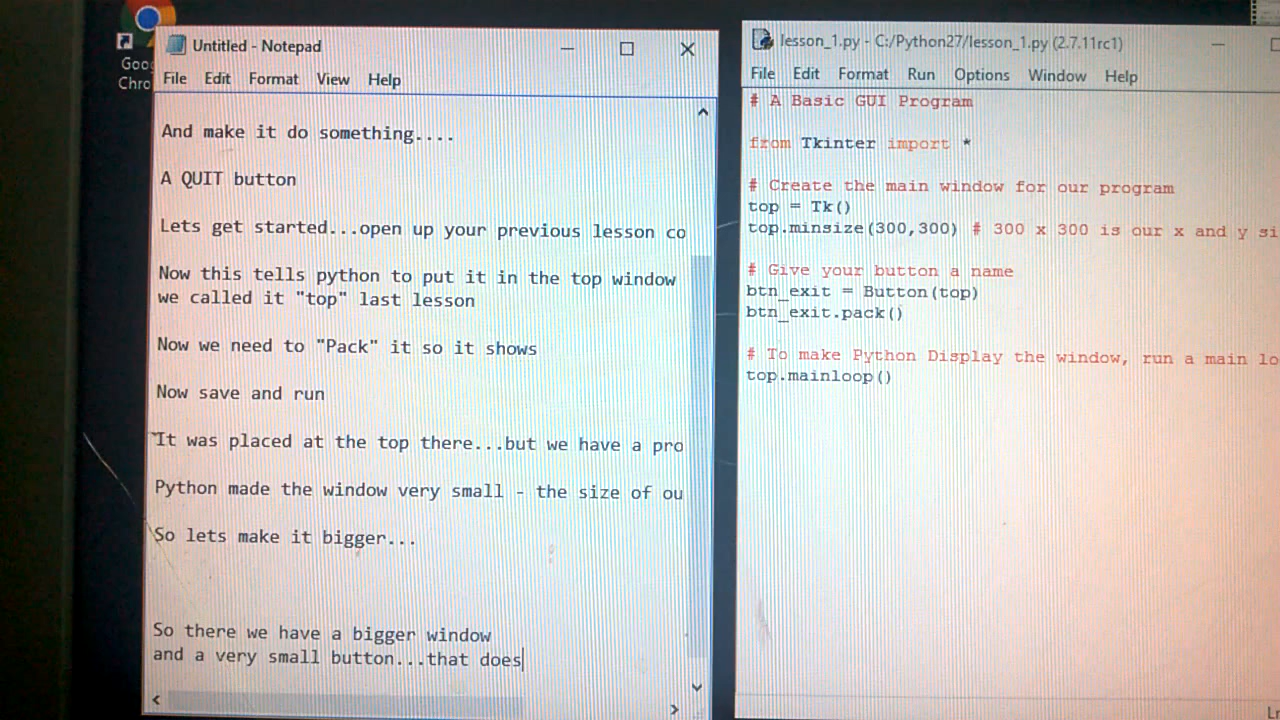 Untitled - Notepad
File Edit Format View Help
And make it do something....
A QUIT button
Lets get started...open up your previous lesson co
Now this tells python to put it in the top window
we called it "top" last lesson
Now we need to "Pack" it so it shows
Now save and run
It was placed at the top there...but we have a pro
Python made the window very small - the size of ou
So lets make it bigger...
So there we have a bigger window
and a very small button...that does
lesson_1.py - C:/Python27/lesson_1.py (2.7.11rc1)
File Edit Format Run Options Window Help
# A Basic GUI Program
from Tkinter import *
# Create the main window for our program
top = Tk()
top.minsize(300,300) # 300 x 300 is our x and y si
# Give your button a name
btn_exit = Button(top)
btn_exit.pack()
# To make Python Display the window, run a main lo
top.mainloop()